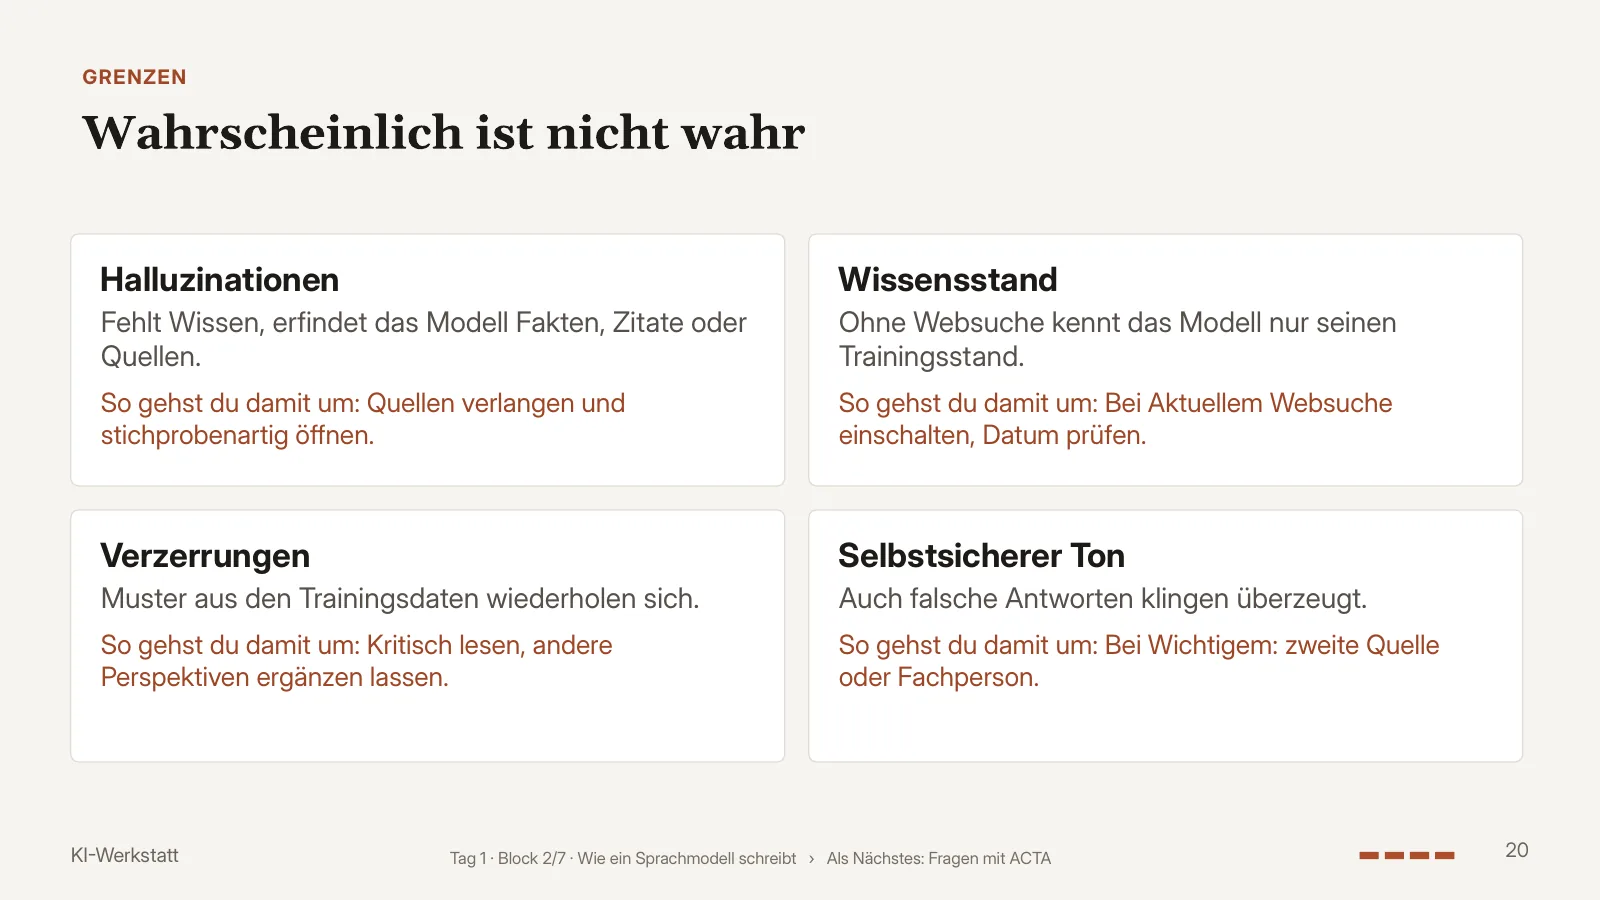 GRENZEN
Wahrscheinlich ist nicht wahr
Halluzinationen
Fehlt Wissen, erfindet das Modell Fakten, Zitate oder
Quellen.
So gehst du damit um: Quellen verlangen und
stichprobenartig öffnen.
Wissensstand
Ohne Websuche kennt das Modell nur seinen
Trainingsstand.
So gehst du damit um: Bei Aktuellem Websuche
einschalten, Datum prüfen.
Verzerrungen
Muster aus den Trainingsdaten wiederholen sich.
So gehst du damit um: Kritisch lesen, andere
Perspektiven ergänzen lassen.
Selbstsicherer Ton
Auch falsche Antworten klingen überzeugt.
So gehst du damit um: Bei Wichtigem: zweite Quelle
oder Fachperson.
KI-Werkstatt
Tag 1 · Block 2/7 · Wie ein Sprachmodell schreibt › Als Nächstes: Fragen mit ACTA
20